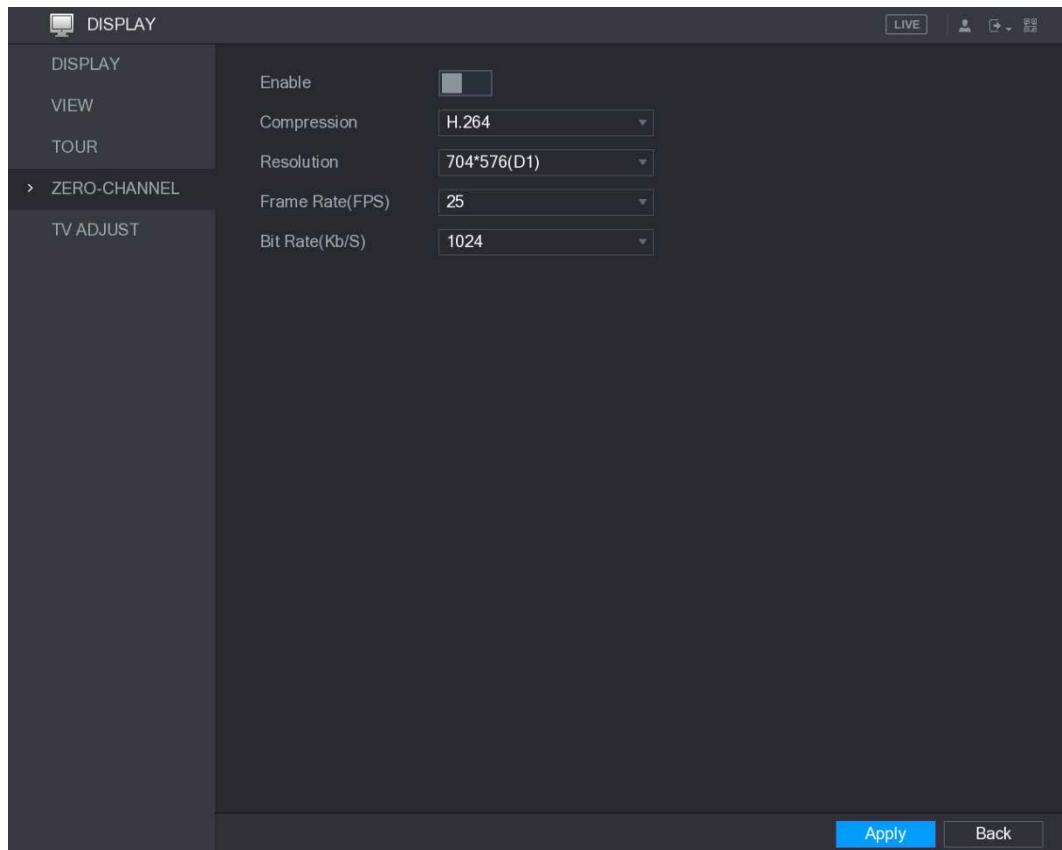 DISPLAY
LIVE
DISPLAY
VIEW
TOUR
ZERO-CHANNEL
TV ADJUST
Enable
Compression H.264
Resolution 704*576(D1)
Frame Rate(FPS) 25
Bit Rate(Kb/S) 1024
Apply Back